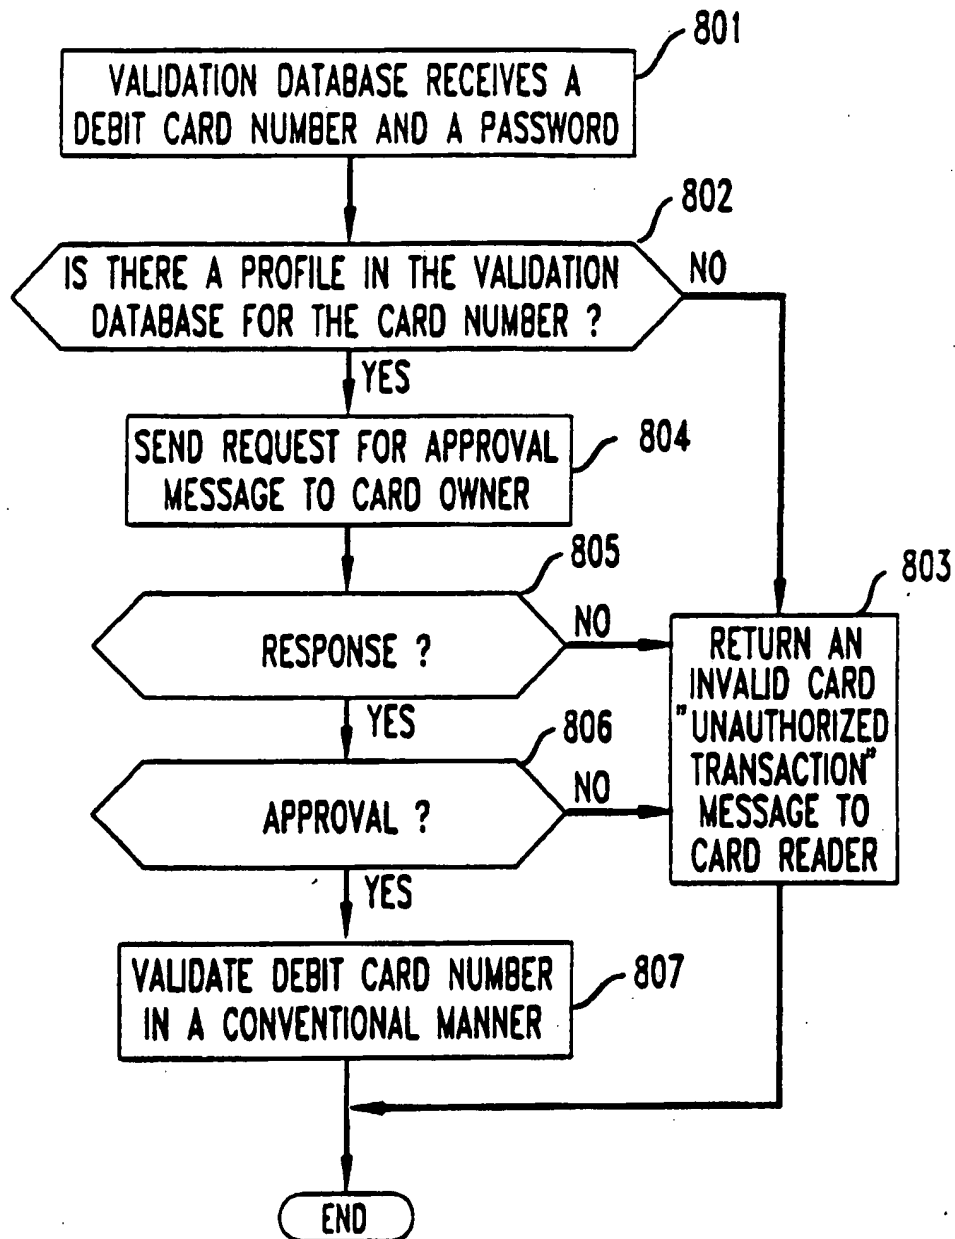 801
VALIDATION DATABASE RECEIVES A
DEBIT CARD NUMBER AND A PASSWORD
802
IS THERE A PROFILE IN THE VALIDATION
DATABASE FOR THE CARD NUMBER ?
NO
YES
SEND REQUEST FOR APPROVAL
MESSAGE TO CARD OWNER
804
805
RESPONSE ?
NO
YES
803
RETURN AN
INVALID CARD
"UNAUTHORIZED
TRANSACTION"
MESSAGE TO
CARD READER
806
APPROVAL ?
NO
YES
VALIDATE DEBIT CARD NUMBER
IN A CONVENTIONAL MANNER
807
END